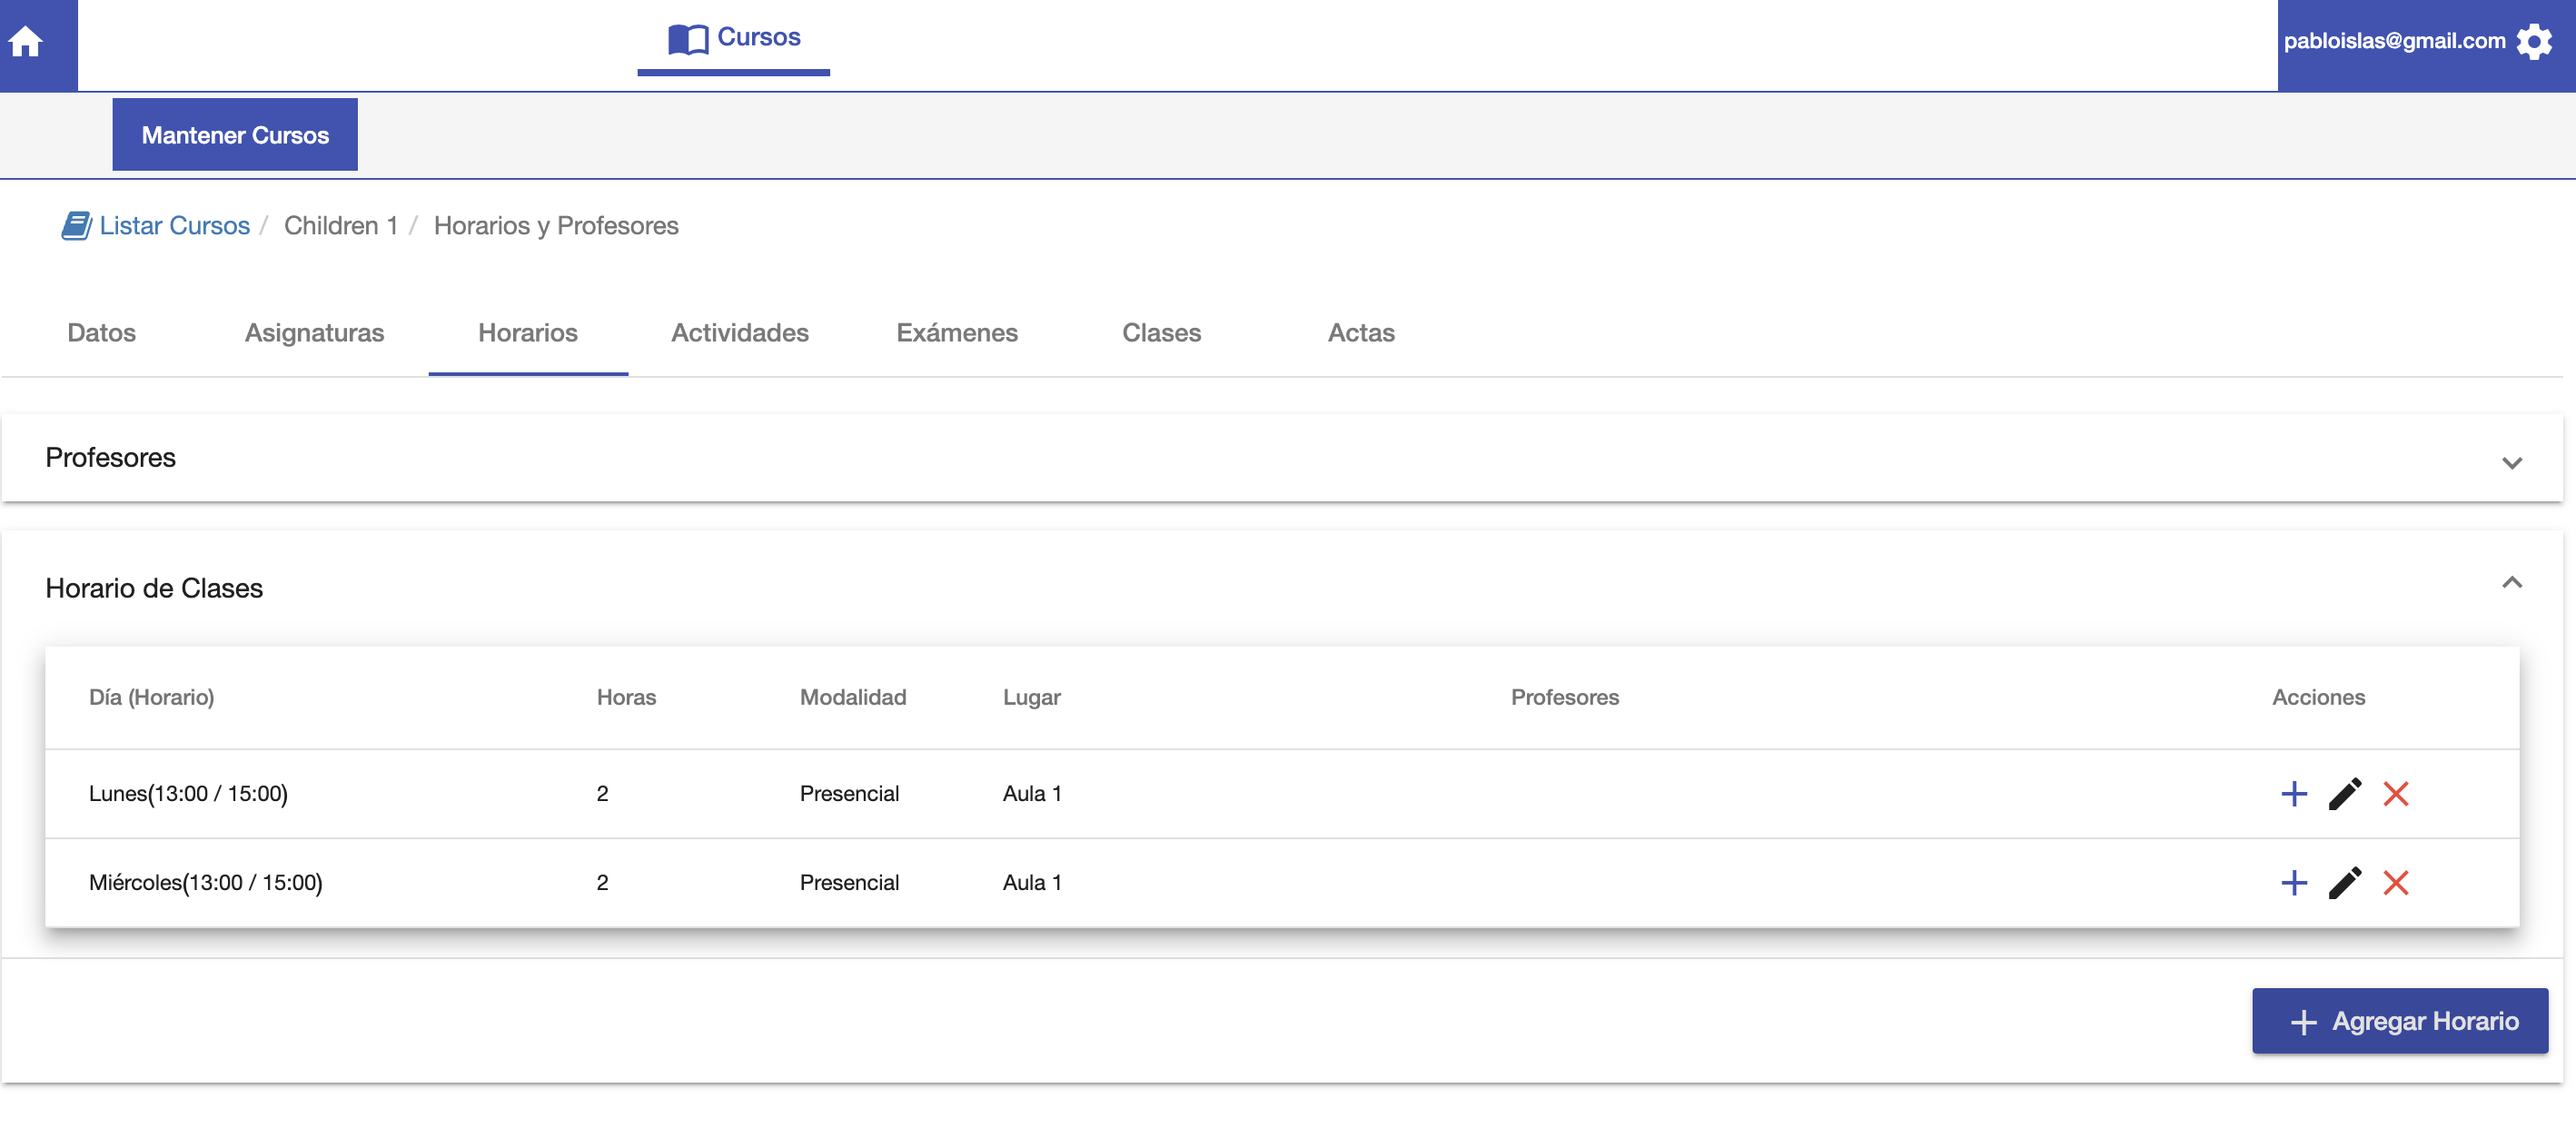 Cursos
pabloislas@gmail.com
Mantener Cursos
Listar Cursos / Children 1 / Horarios y Profesores
Datos Asignaturas Horarios Actividades Exámenes Clases Actas
Profesores
Horario de Clases
Día (Horario) Horas Modalidad Lugar Profesores Acciones
Lunes(13:00 / 15:00) 2 Presencial Aula 1
Miércoles(13:00 / 15:00) 2 Presencial Aula 1
Agregar Horario